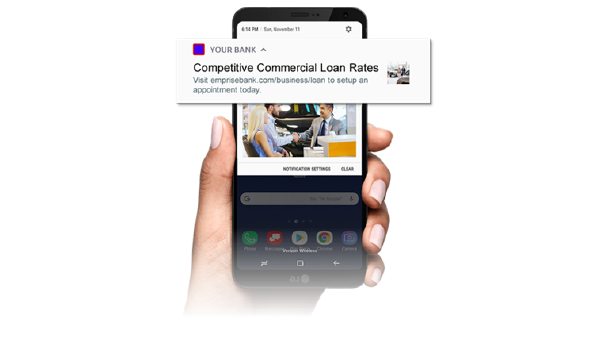 6:14 PM / Sun, November 11
YOUR BANK
Competitive Commercial Loan Rates
Visit emprisebank.com/business/loan to setup an
appointment today.
NOTIFICATION SETTINGS CLEAR
Verizon Wireless
LG